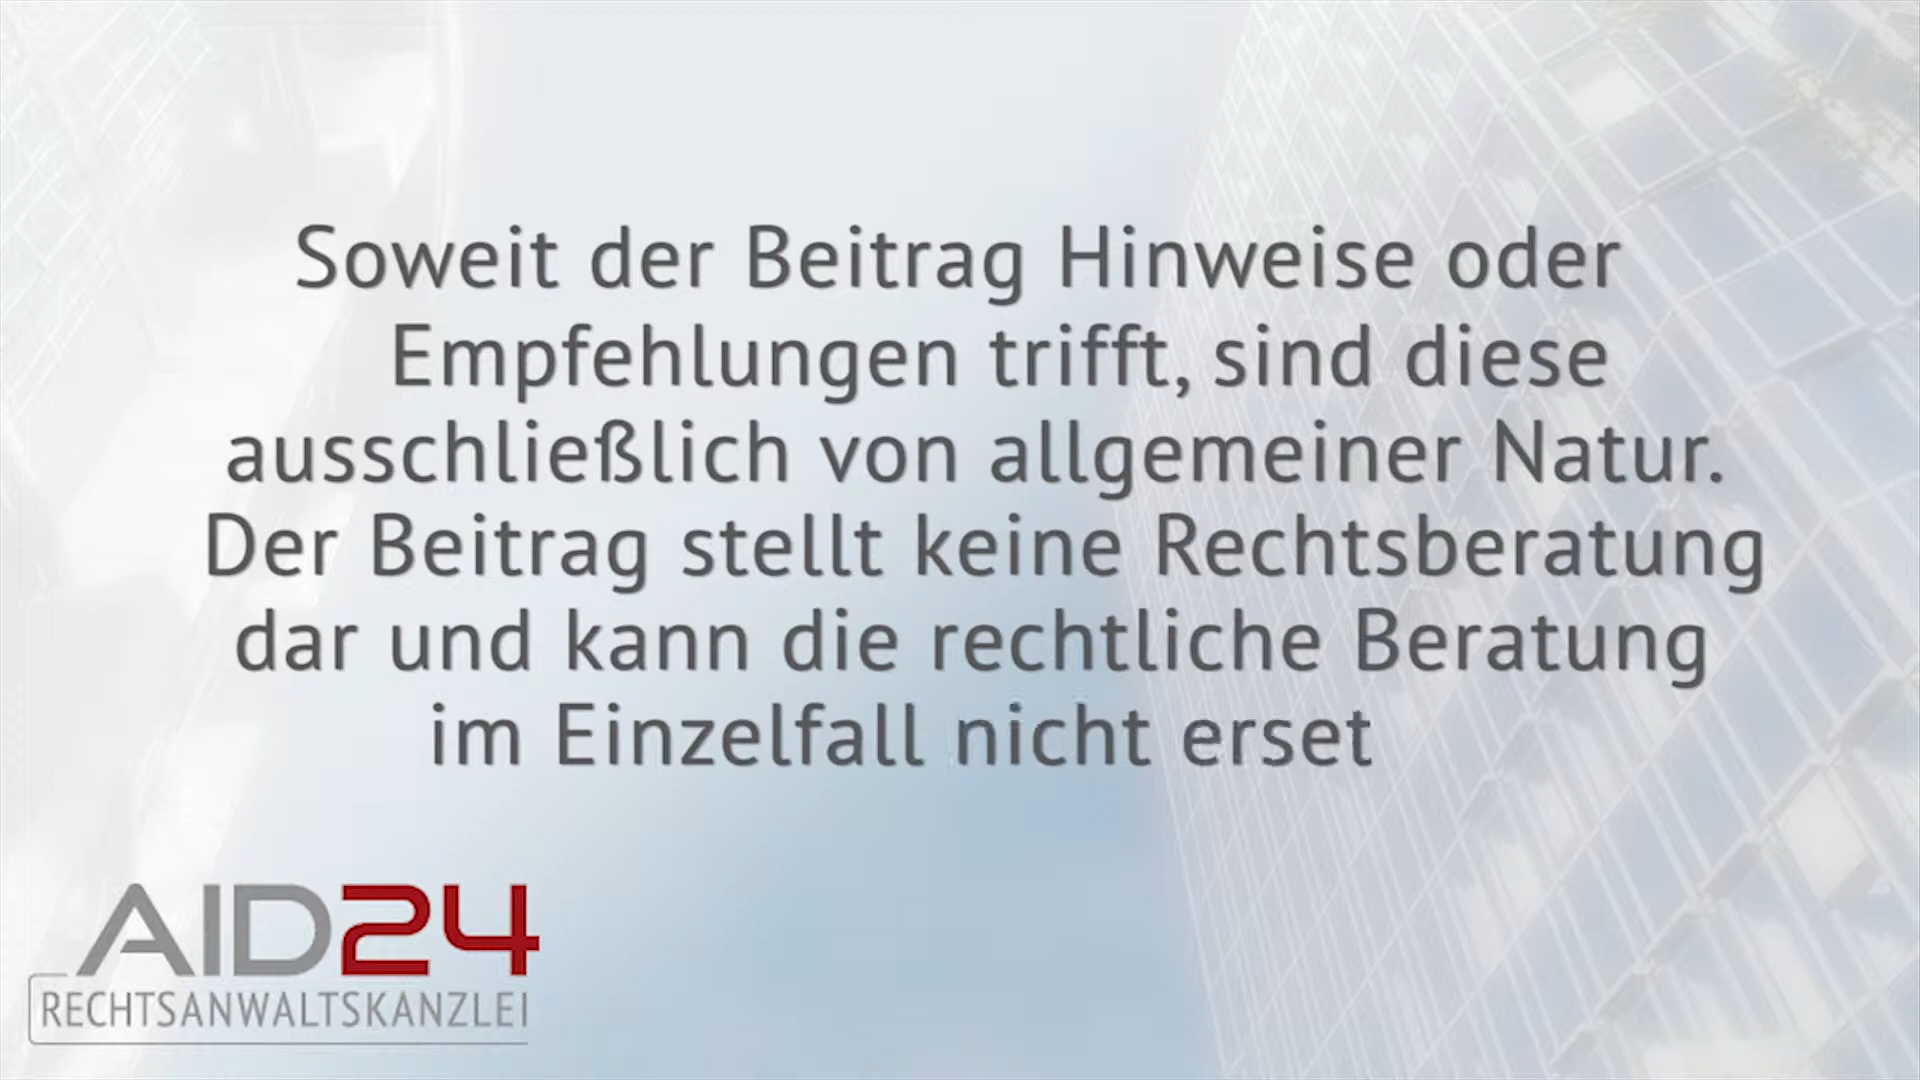 Soweit der Beitrag Hinweise oder
Empfehlungen trifft, sind diese
ausschließlich von allgemeiner Natur.
Der Beitrag stellt keine Rechtsberatung
dar und kann die rechtliche Beratung
im Einzelfall nicht erset
AID24
RECHTSANWALTSKANZLEI